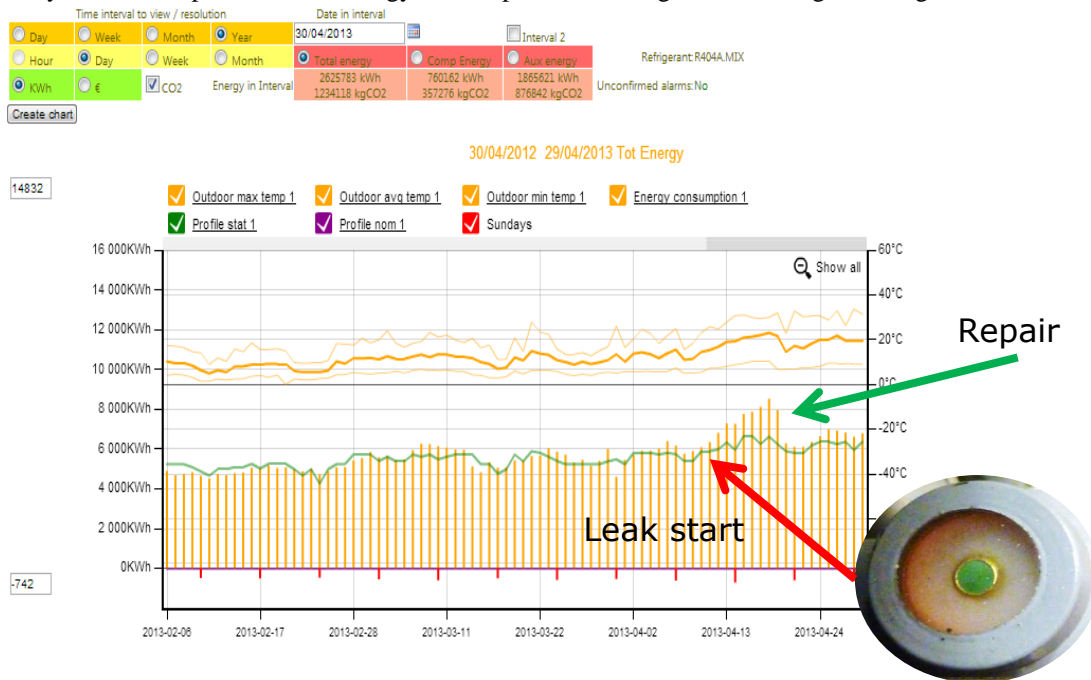 Time interval to view / resolution Date in interval
Day Week Month Year 30/04/2013 Interval 2
Hour Day Week Month Total energy Comp Energy Aux energy Refrigerant:R404A.MIX
KWh € CO2 Energy in Interval 2625783 kWh 760162 kWh 1865621 kWh Unconfirmed alarms:No
1234118 kgCO2 357276 kgCO2 876842 kgCO2
Create chart
30/04/2012 29/04/2013 Tot Energy
14832
Outdoor max temp 1 Outdoor avg temp 1 Outdoor min temp 1 Energy consumption 1
Profile stat 1 Profile nom 1 Sundays
16 000KWh 60°C
Show all
14 000KWh 40°C
12 000KWh 20°C
Repair
10 000KWh 0°C
8 000KWh -20°C
6 000KWh -40°C
4 000KWh
Leak start
2 000KWh
0KWh
-742
2013-02-06 2013-02-17 2013-02-28 2013-03-11 2013-03-22 2013-04-02 2013-04-13 2013-04-24